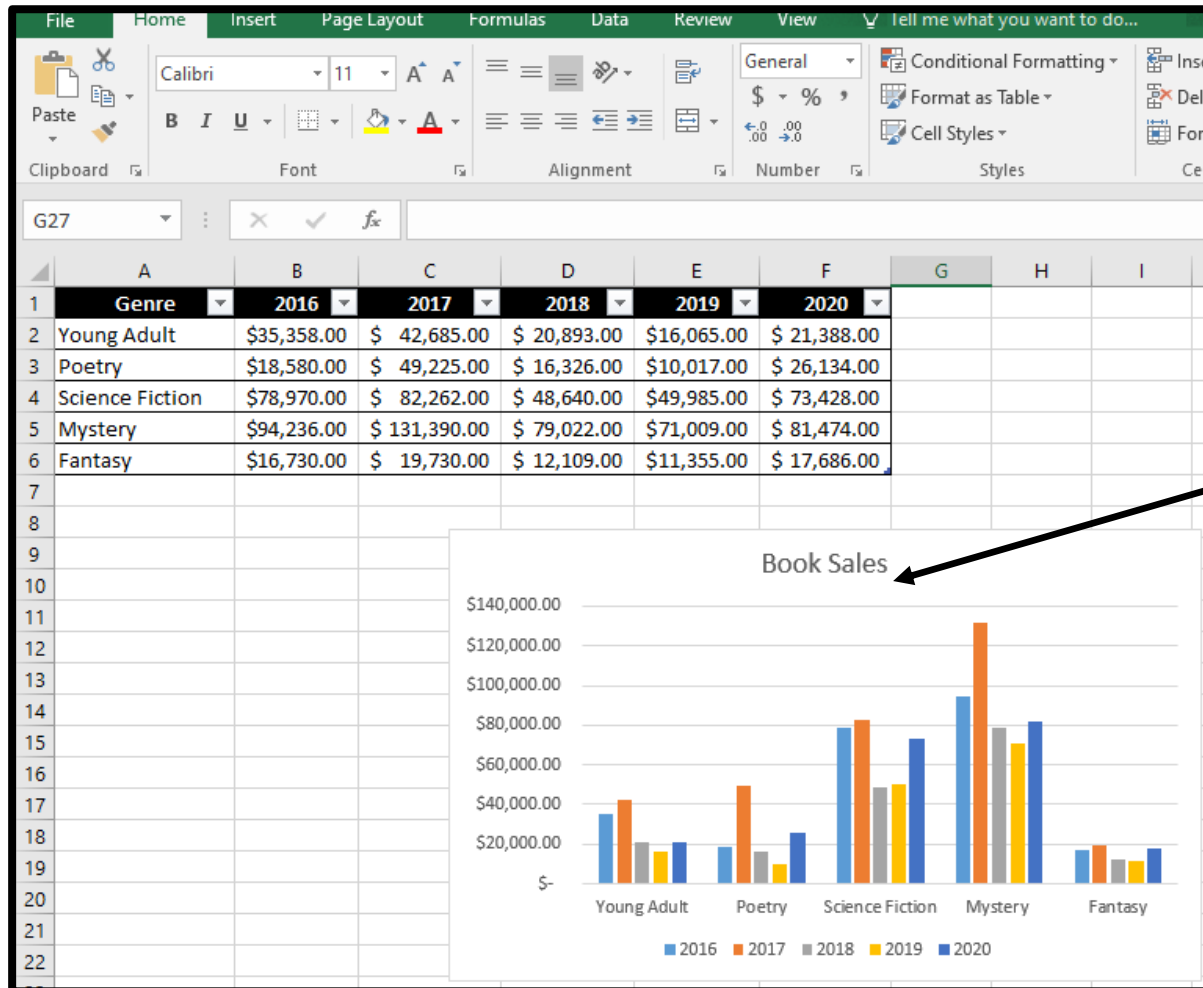 File Home Insert Page Layout Formulas Data Review View Tell me what you want to do...
Calibri 11 A A General Conditional Formatting
Paste B I U A $ % , Format as Table
.0 .00 .00 .0 Cell Styles
Clipboard Font Alignment Number Styles
G27 fx
A B C D E F G H I
1 Genre 2016 2017 2018 2019 2020
2 Young Adult $35,358.00 $ 42,685.00 $ 20,893.00 $16,065.00 $ 21,388.00
3 Poetry $18,580.00 $ 49,225.00 $ 16,326.00 $10,017.00 $ 26,134.00
4 Science Fiction $78,970.00 $ 82,262.00 $ 48,640.00 $49,985.00 $ 73,428.00
5 Mystery $94,236.00 $ 131,390.00 $ 79,022.00 $71,009.00 $ 81,474.00
6 Fantasy $16,730.00 $ 19,730.00 $ 12,109.00 $11,355.00 $ 17,686.00
7
8
9
10
11
12
13
14
15
16
17
18
19
20
21
22
Book Sales
$140,000.00
$120,000.00
$100,000.00
$80,000.00
$60,000.00
$40,000.00
$20,000.00
$-
Young Adult Poetry Science Fiction Mystery Fantasy
2016 2017 2018 2019 2020